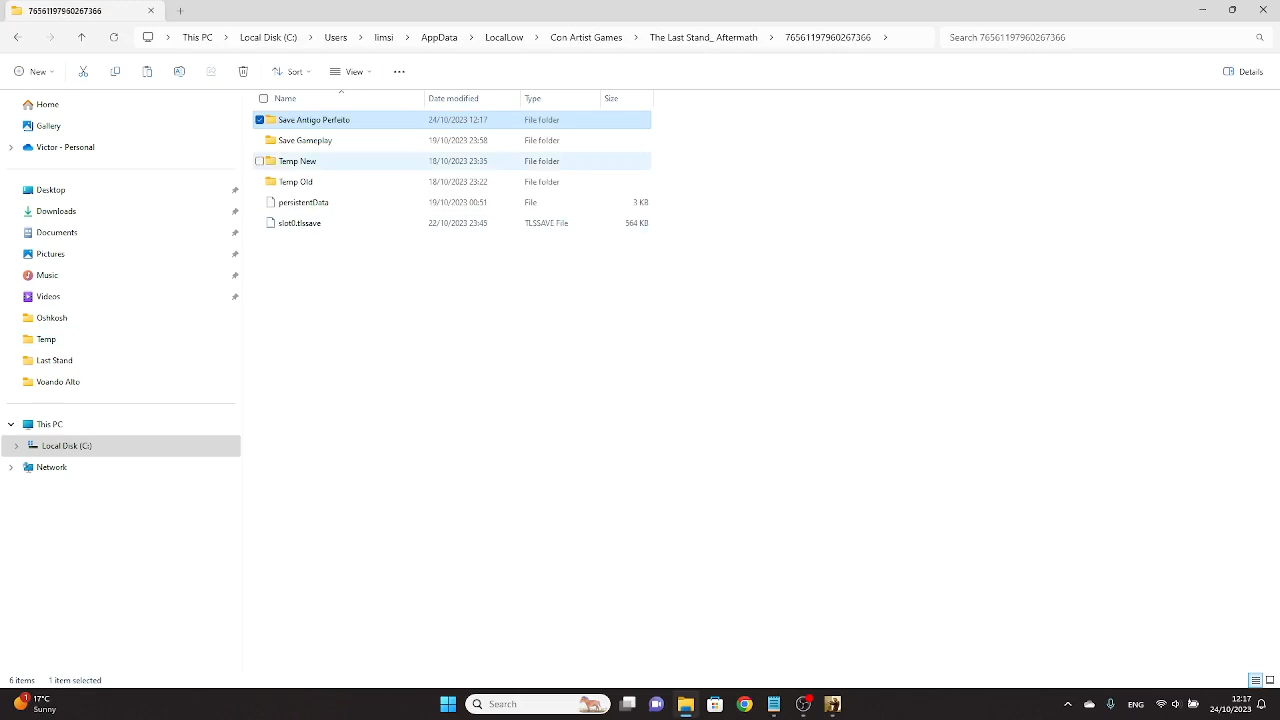 76561197960267366
This PC
Local Disk (C:)
Users
limsi
AppData
LocalLow
Con Artist Games
The Last Stand_ Aftermath
76561197960267366
Search 76561197960267366
New
Sort
View
Details
Name
Date modified
Type
Size
Save Antigo Perfeito 24/10/2023 12:17 File folder
Save Gameplay 19/10/2023 23:58 File folder
Temp New 18/10/2023 23:35 File folder
Temp Old 18/10/2023 23:22 File folder
persistentData 19/10/2023 00:51 File 3 KB
slot0.tlssave 22/10/2023 23:45 TLSSAVE File 564 KB
Home
Gallery
Victor - Personal
Desktop
Downloads
Documents
Pictures
Music
Videos
Oshkosh
Temp
Last Stand
Voando Alto
This PC
Local Disk (C:)
Network
6 items 1 item selected
1
17°C
Sunny
Search
ENG
12:17
24/10/2023